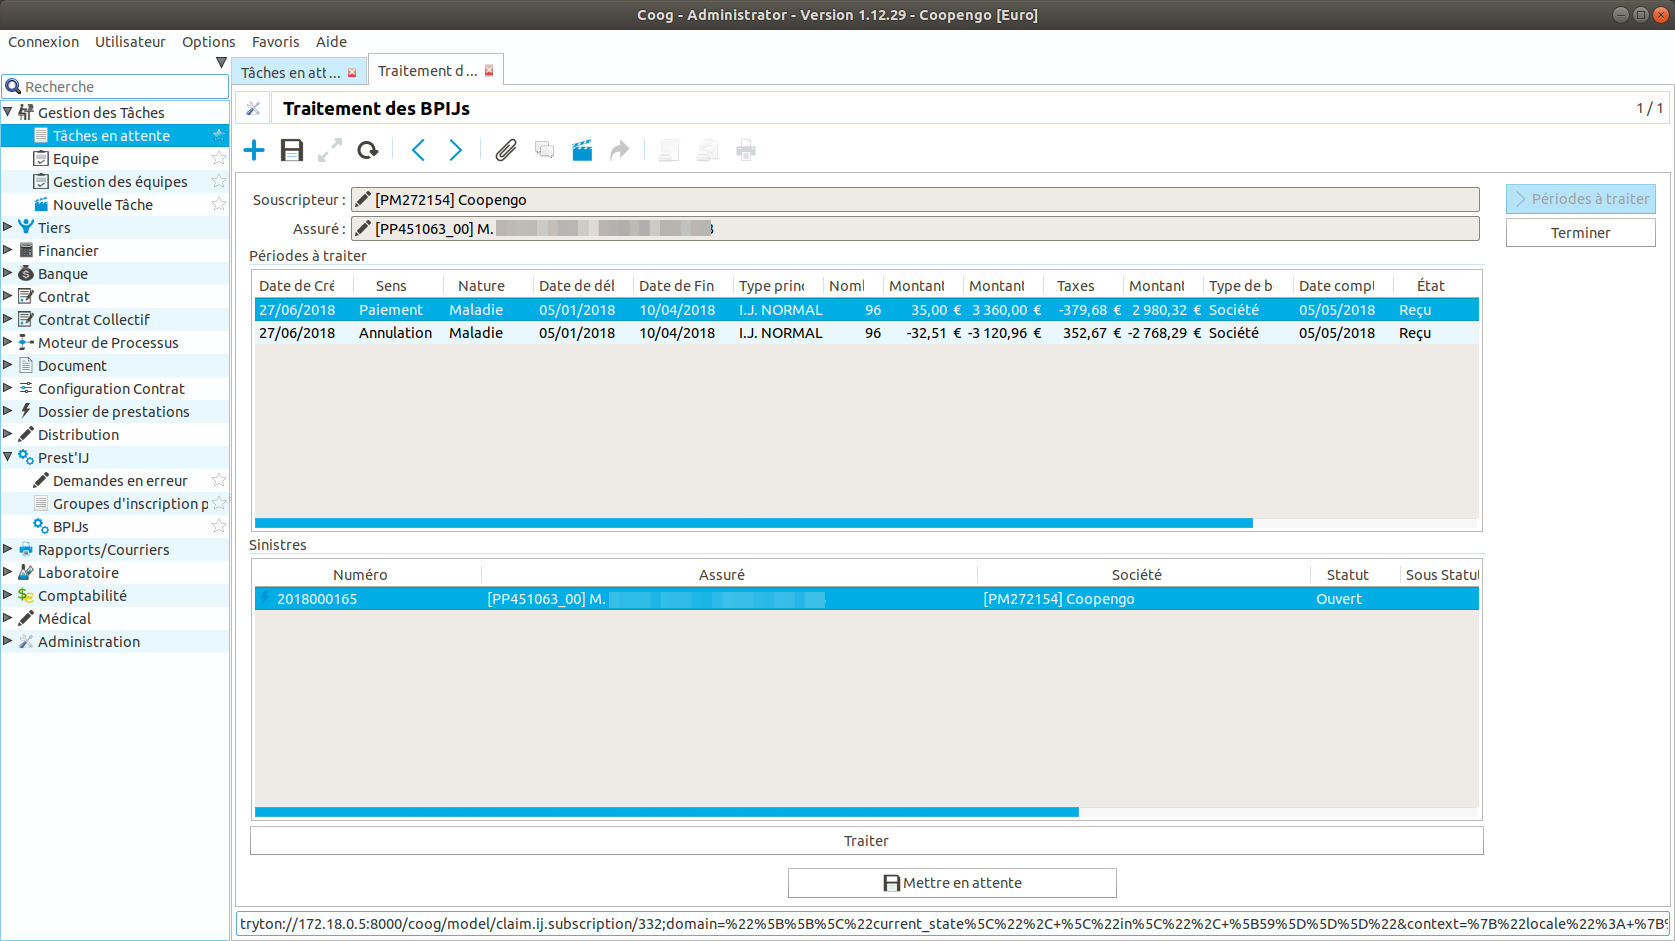 Coog - Administrator - Version 1.12.29 - Coopengo [Euro]
Connexion Utilisateur Options Favoris Aide
Recherche
Gestion des Tâches
Tâches en attente
Equipe
Gestion des équipes
Nouvelle Tâche
Tiers
Financier
Banque
Contrat
Contrat Collectif
Moteur de Processus
Document
Configuration Contrat
Dossier de prestations
Distribution
Prest'IJ
Demandes en erreur
Groupes d'inscription p
BPIJs
Rapports/Courriers
Laboratoire
Comptabilité
Médical
Administration
Tâches en att... Traitement d...
Traitement des BPIJs 1 / 1
Souscripteur : [PM272154] Coopengo
Assuré : [PP451063_00] M.
Périodes à traiter
Terminer
Périodes à traiter
Date de Cré Sens Nature Date de dél Date de Fin Type princ Noml Montant Montant Taxes Montant Type de b Date compt État
27/06/2018 Paiement Maladie 05/01/2018 10/04/2018 I.J. NORMAL 96 35,00 € 3 360,00 € -379,68 € 2 980,32 € Société 05/05/2018 Reçu
27/06/2018 Annulation Maladie 05/01/2018 10/04/2018 I.J. NORMAL 96 -32,51 € -3 120,96 € 352,67 € -2 768,29 € Société 05/05/2018 Reçu
Sinistres
Numéro Assuré Société Statut Sous Statut
2018000165 [PP451063_00] M. [PM272154] Coopengo Ouvert
Traiter
Mettre en attente
tryton://172.18.0.5:8000/coog/model/claim.ij.subscription/332;domain=%22%5B%5B%5C%22current_state%5C%22%2C+%5C%22in%5C%22%2C+%5B59%5D%5D%5D%22&context=%7B%22locale%22%3A+%7B%